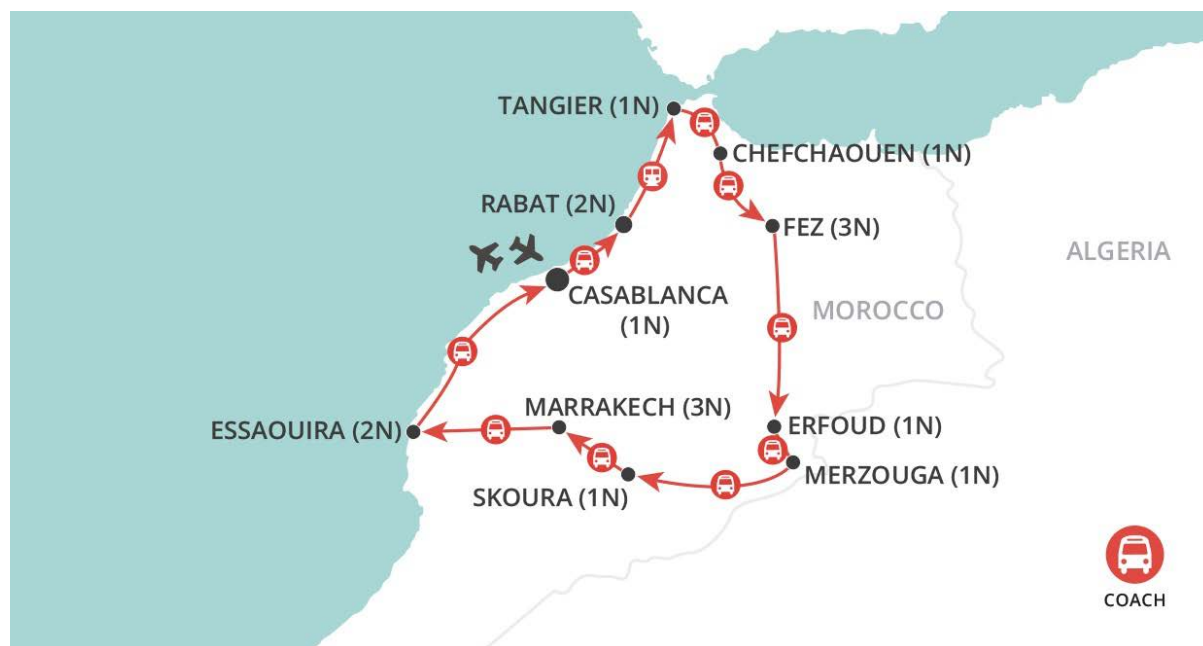 TANGIER (1N)
CHEFCHAOUEN (1N)
RABAT (2N)
FEZ (3N)
ALGERIA
CASABLANCA
(1N)
MOROCCO
MARRAKECH (3N)
ERFOUD (1N)
ESSAOUIRA (2N)
MERZOUGA (1N)
SKOURA (1N)
COACH